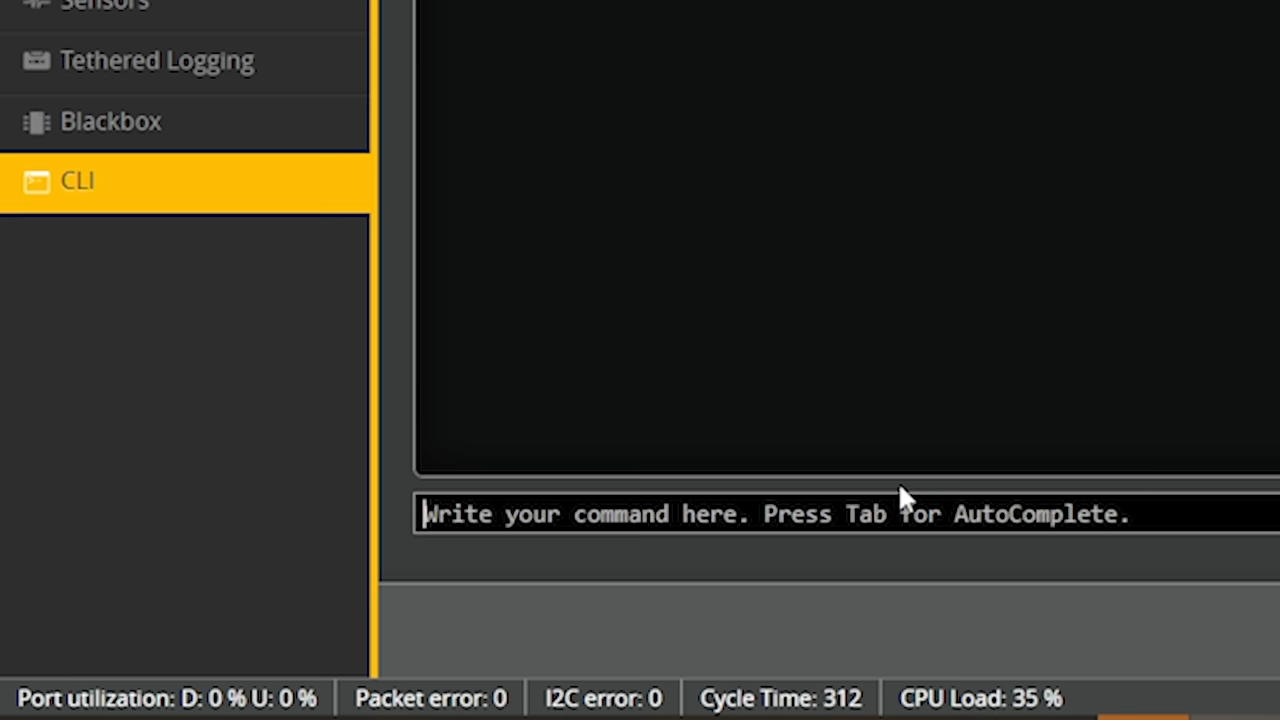 Sensors
Tethered Logging
Blackbox
CLI
Write your command here. Press Tab for AutoComplete.
Port utilization: D: 0 % U: 0 % Packet error: 0 I2C error: 0 Cycle Time: 312 CPU Load: 35 %